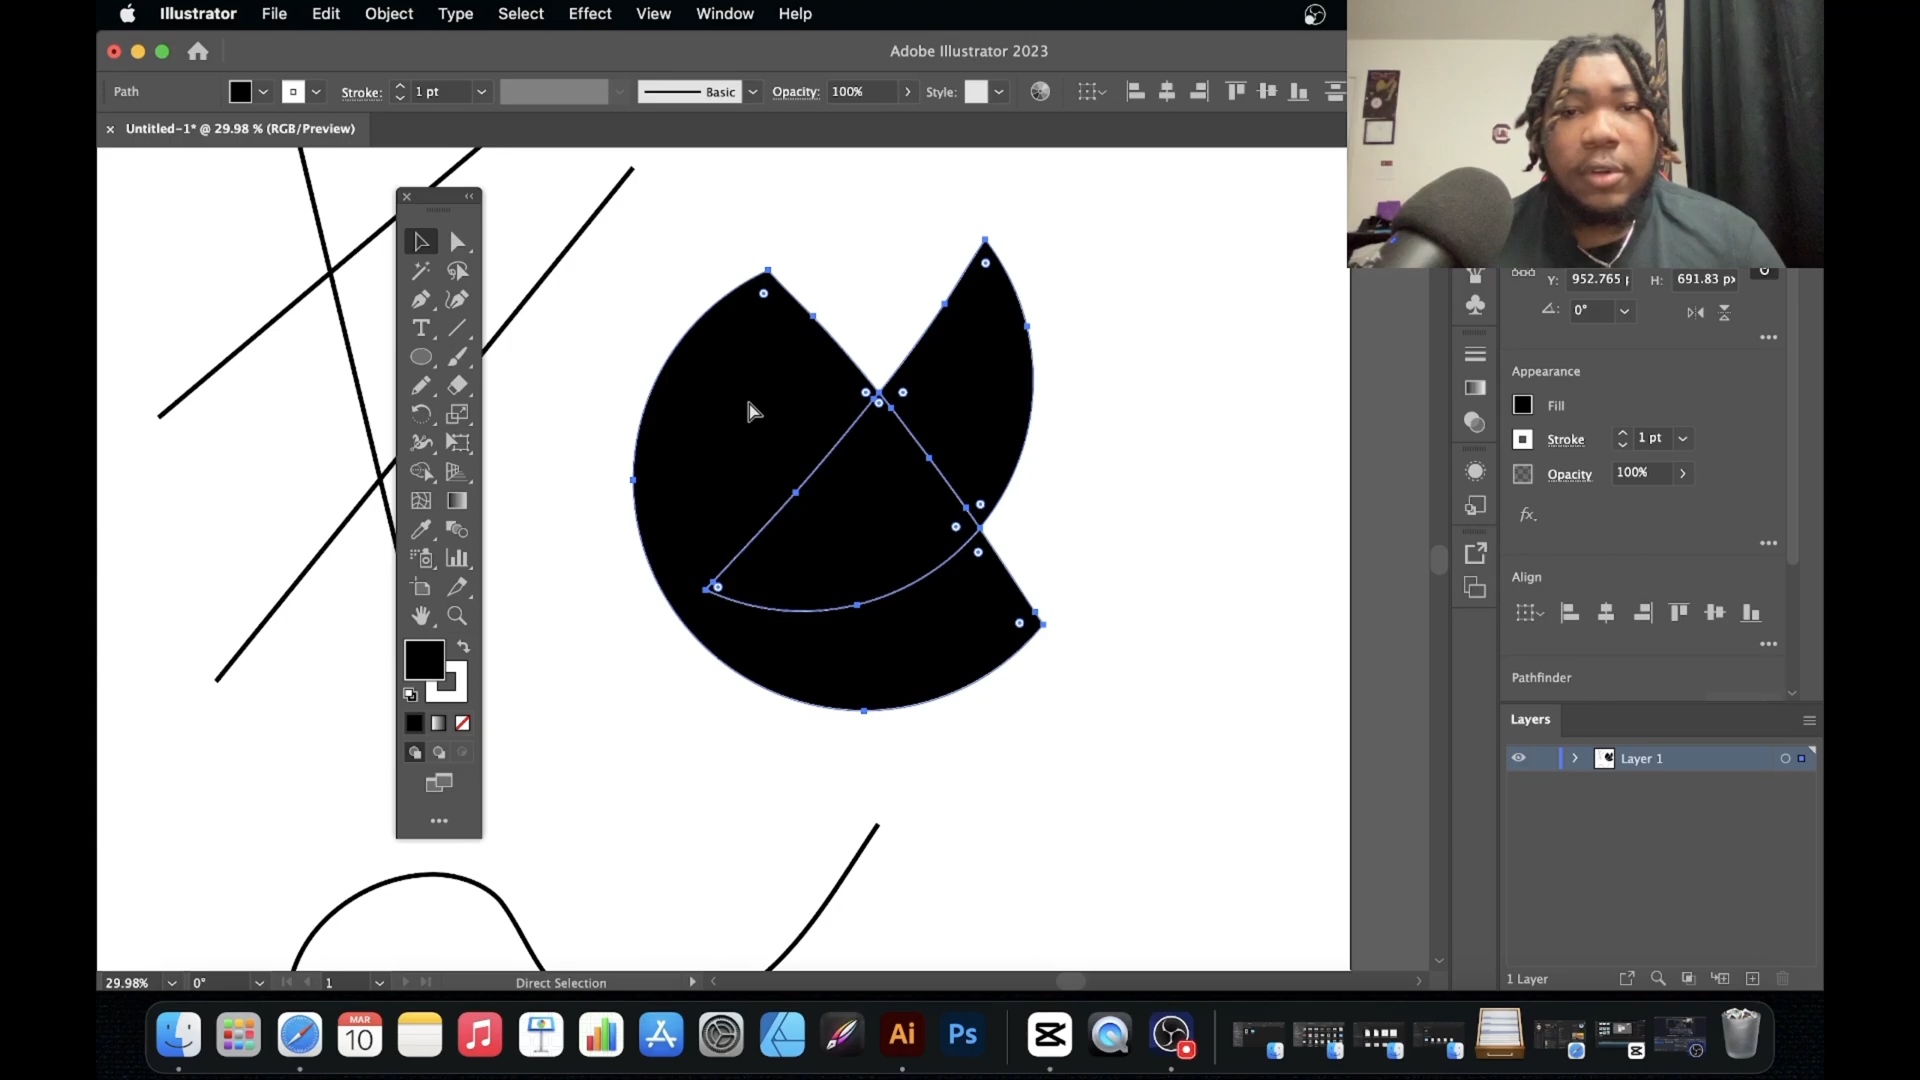 Illustrator File Edit Object Type Select Effect View Window Help
Adobe Illustrator 2023
Path Stroke: 1 pt Basic Opacity: 100% Style:
× Untitled-1* @ 29.98 % (RGB/Preview)
Y: 952.765 H: 691.83 px
0°
Appearance
Fill
Stroke 1 pt
Opacity 100%
fx.
Align
Pathfinder
Layers
Layer 1
29.98% 0° 1 Direct Selection
1 Layer
MAR
10
Ai Ps